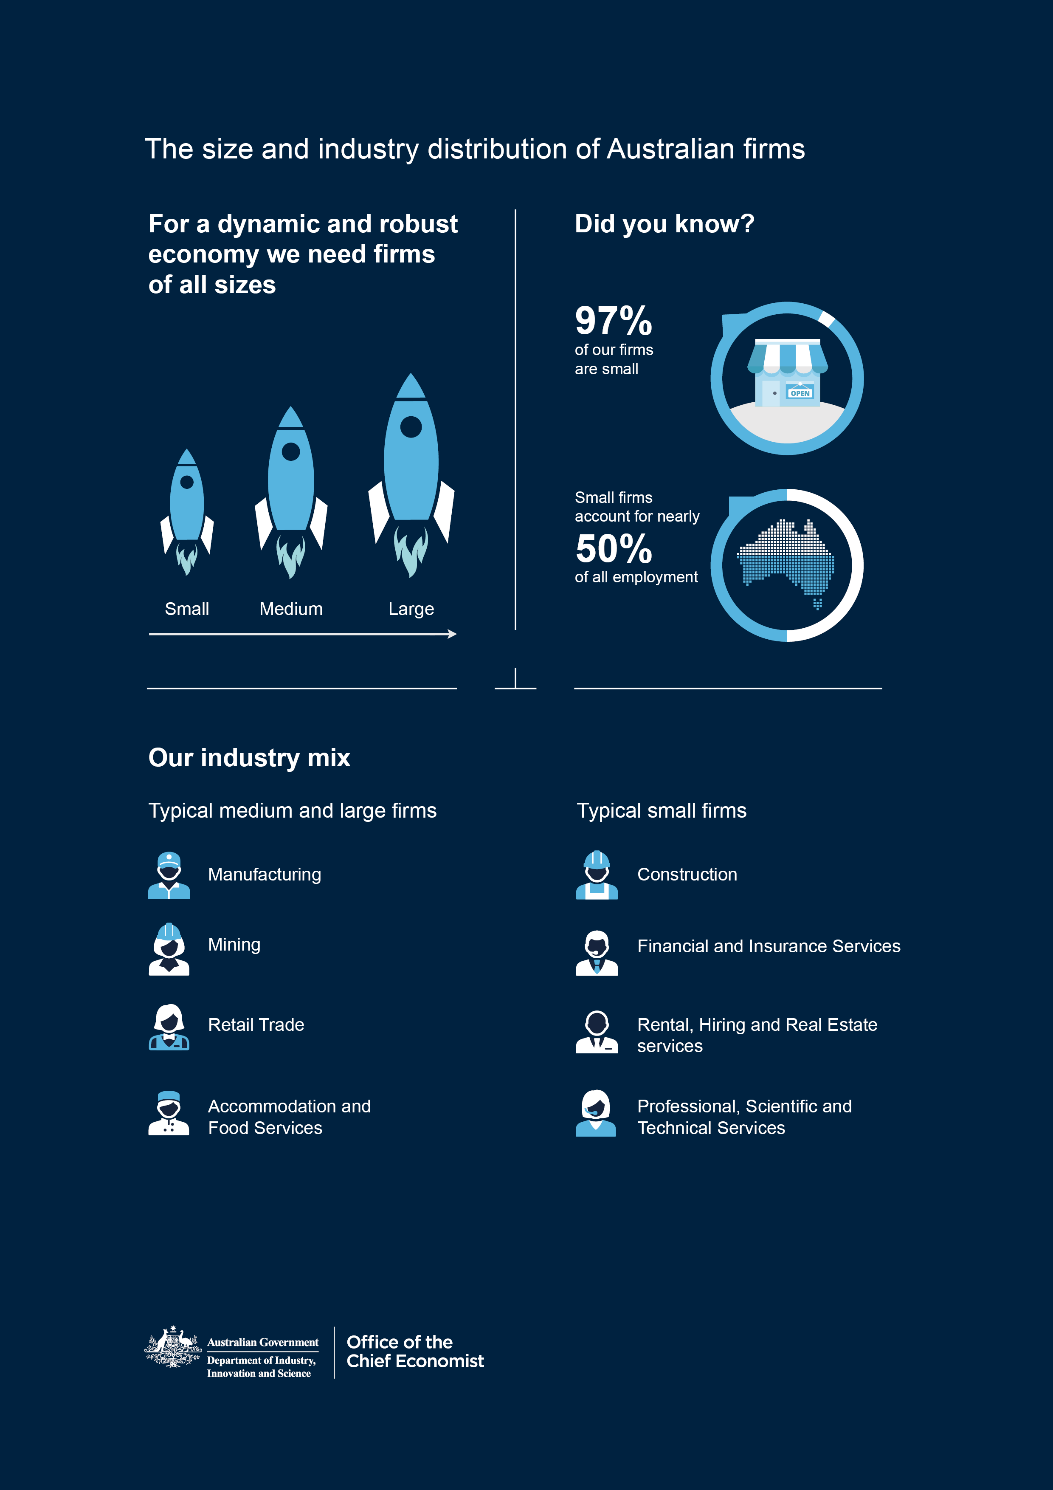 The size and industry distribution of Australian firms
For a dynamic and robust
economy we need firms
of all sizes
Small
Medium
Large
Did you know?
97%
of our firms
are small
OPEN
Small firms
account for nearly
50%
of all employment
Our industry mix
Typical medium and large firms
Manufacturing
Mining
Retail Trade
Accommodation and
Food Services
Typical small firms
Construction
Financial and Insurance Services
Rental, Hiring and Real Estate
services
Professional, Scientific and
Technical Services
Australian Government
Department of Industry,
Innovation and Science
Office of the
Chief Economist